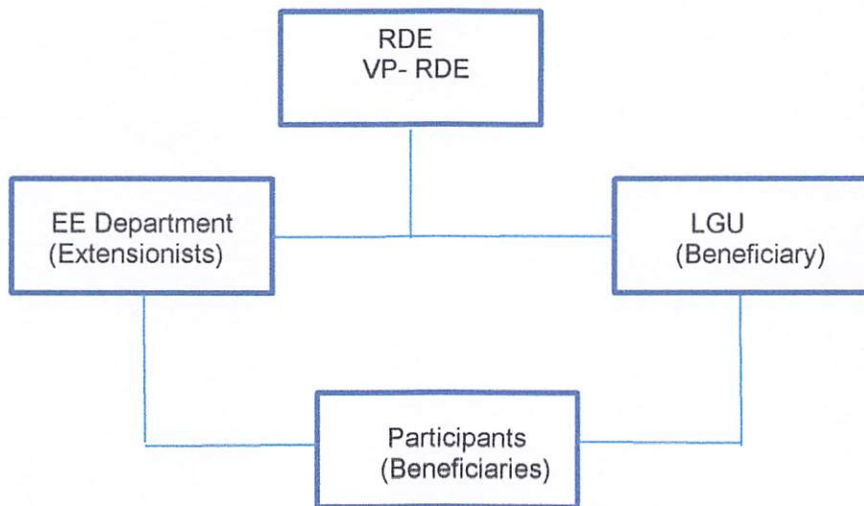 RDE
VP- RDE
EE Department
(Extensionists)
LGU
(Beneficiary)
Participants
(Beneficiaries)